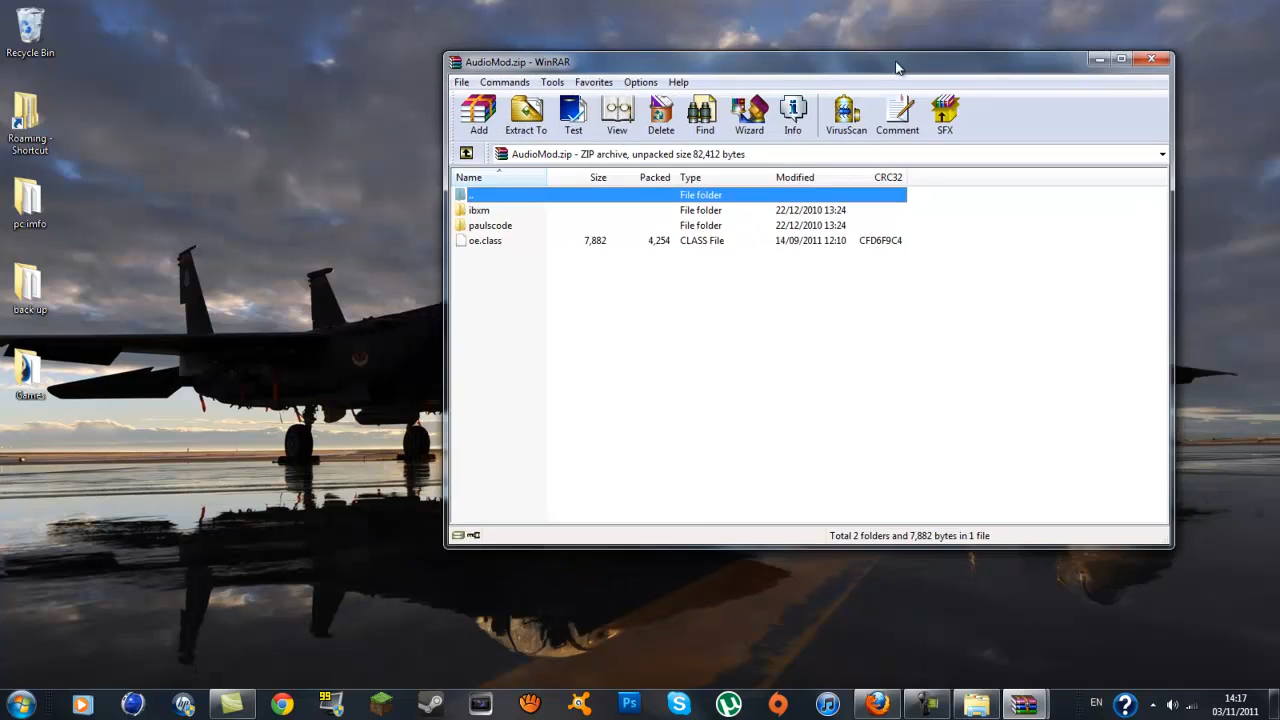 Recycle Bin
Roaming -
Shortcut
pc info
back up
Games
AudioMod.zip - WinRAR
File Commands Tools Favorites Options Help
Add Extract To Test View Delete Find Wizard Info VirusScan Comment SFX
AudioMod.zip - ZIP archive, unpacked size 82,412 bytes
Name Size Packed Type Modified CRC32
.. File folder
ibxm File folder 22/12/2010 13:24
paulscode File folder 22/12/2010 13:24
oe.class 7,882 4,254 CLASS File 14/09/2011 12:10 CFD6F9C4
Total 2 folders and 7,882 bytes in 1 file
99 Ps EN 14:17
03/11/2011